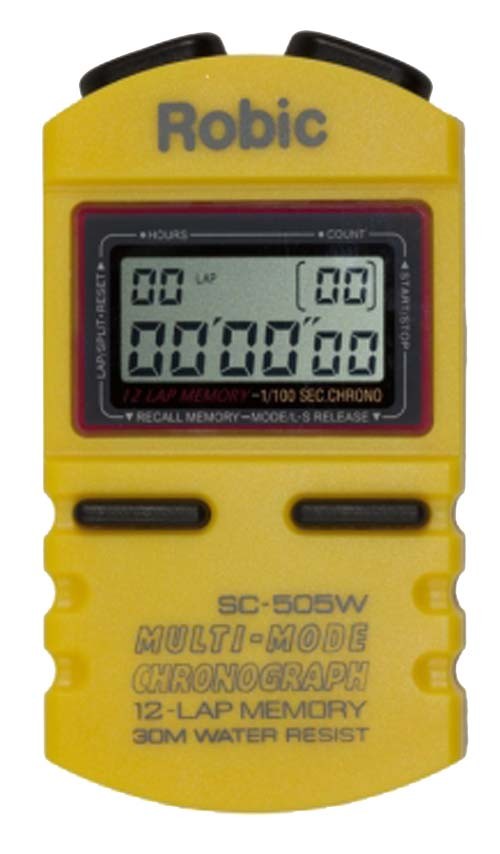 Robic
•HOURS •COUNT
LAP/SPLIT•RESET▲
▲START/STOP
00 LAP [00]
00'00"00
12 LAP MEMORY–1/100 SEC.CHRONO
▼RECALL MEMORY–MODE/L-S RELEASE▼
SC-505W
MULTI-MODE
CHRONOGRAPH
12-LAP MEMORY
30M WATER RESIST